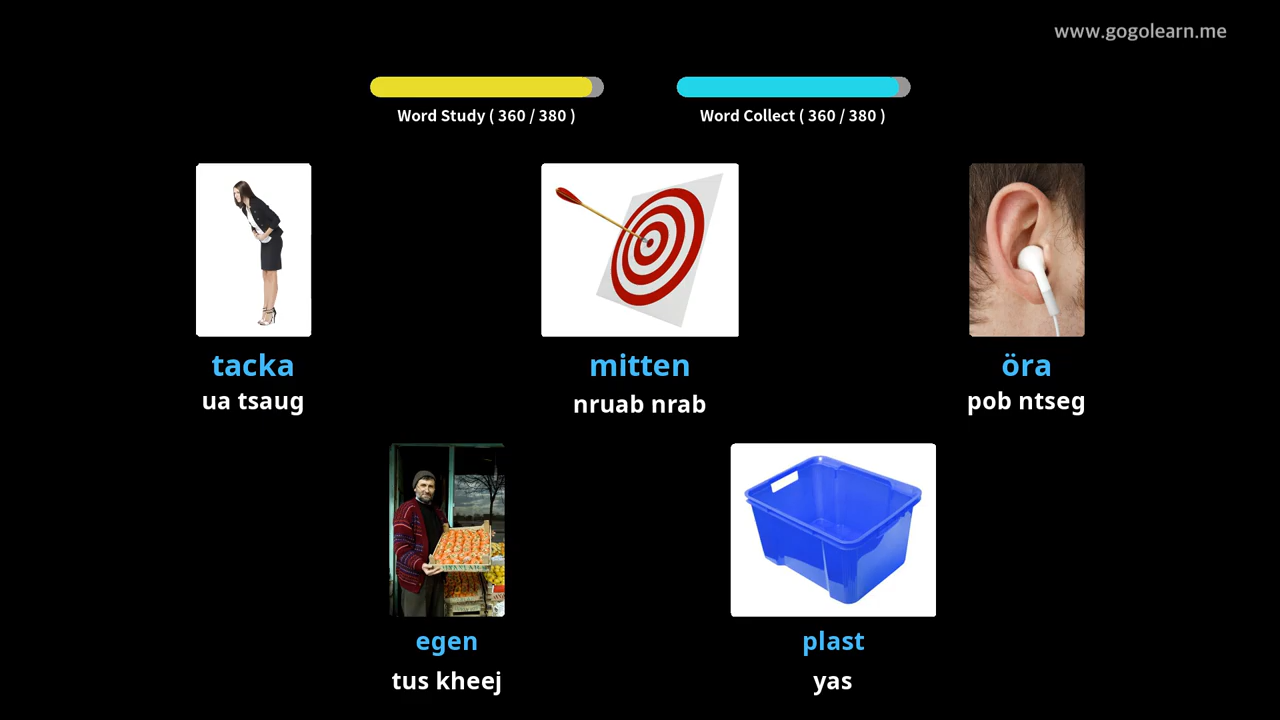 www.gogolearn.me
Word Study ( 360 / 380 )
Word Collect ( 360 / 380 )
tacka
ua tsaug
mitten
nruab nrab
öra
pob ntseg
egen
tus kheej
plast
yas